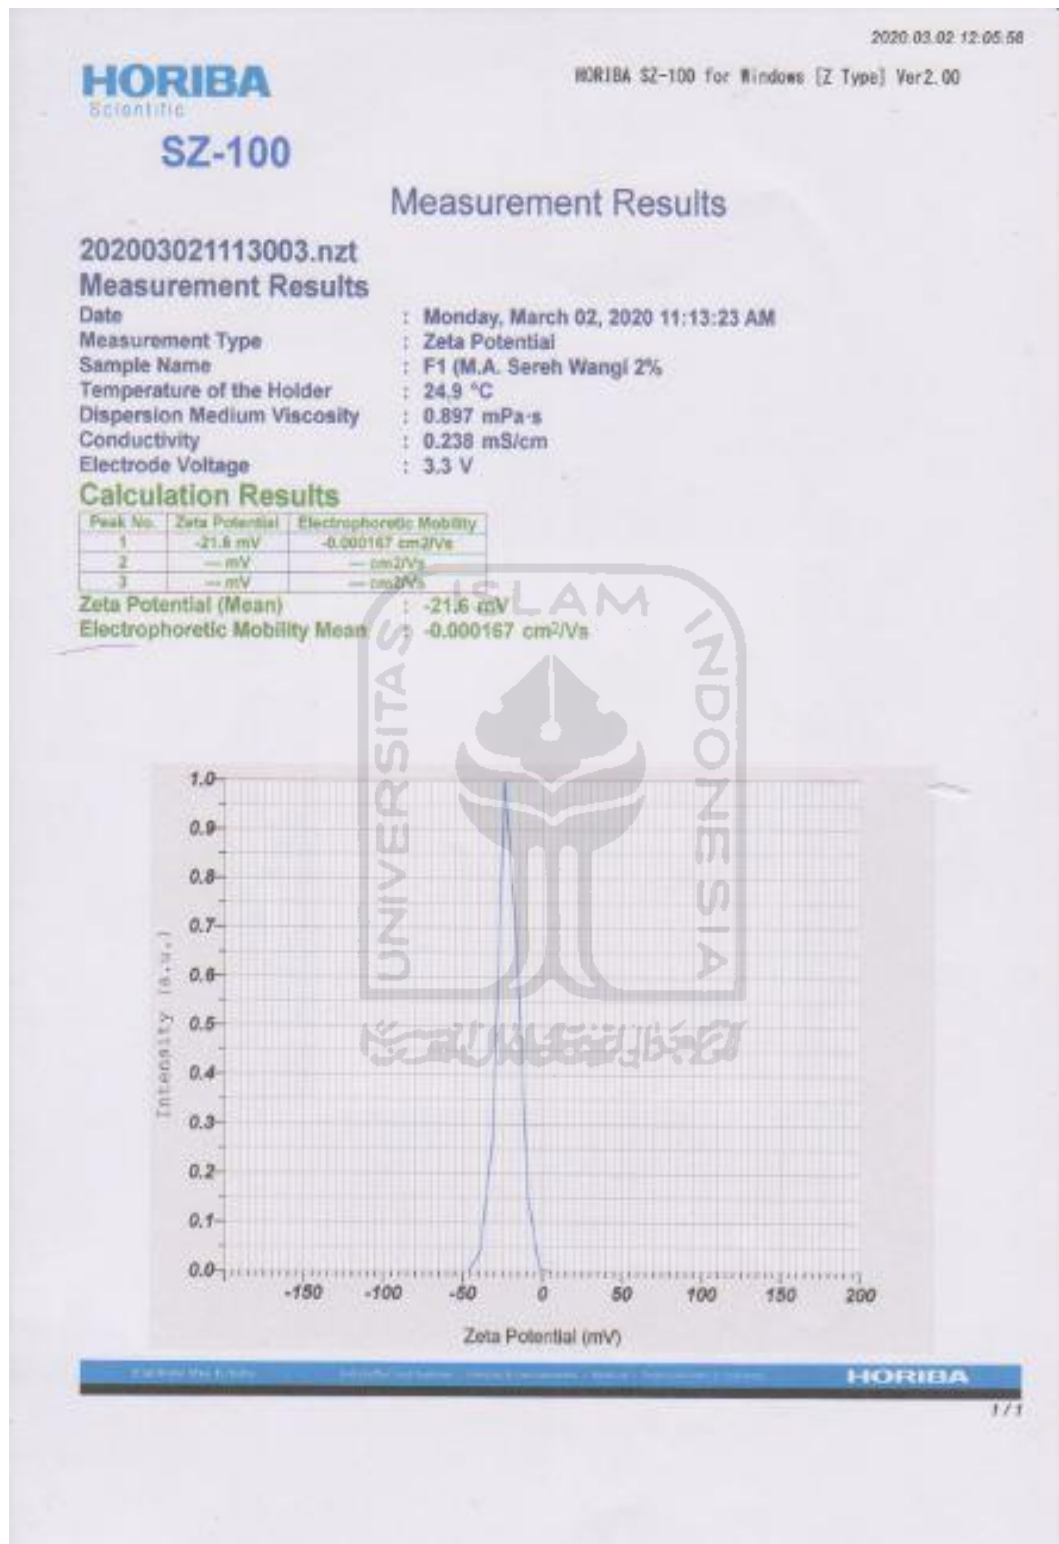 2020.03.02 12:05:56
HORIBA
Scientific
HORIBA SZ-100 for Windows [Z Type] Ver2.00
SZ-100
Measurement Results
202003021113003.nzt
Measurement Results
Date : Monday, March 02, 2020 11:13:23 AM
Measurement Type : Zeta Potential
Sample Name : F1 (M.A. Sereh Wangi 2%
Temperature of the Holder : 24.9 °C
Dispersion Medium Viscosity : 0.897 mPa·s
Conductivity : 0.238 mS/cm
Electrode Voltage : 3.3 V
Calculation Results
Peak No. Zeta Potential Electrophoretic Mobility
1 -21.6 mV -0.000167 cm2/Vs
2 --- mV --- cm2/Vs
3 --- mV --- cm2/Vs
Zeta Potential (Mean) : -21.6 mV
Electrophoretic Mobility Mean : -0.000167 cm²/Vs
UNIVERSITAS ISLAM INDONESIA
1.0
0.9
0.8
0.7
0.6
0.5
0.4
0.3
0.2
0.1
0.0
Intensity (a.u.)
-150 -100 -50 0 50 100 150 200
Zeta Potential (mV)
HORIBA
1 / 1